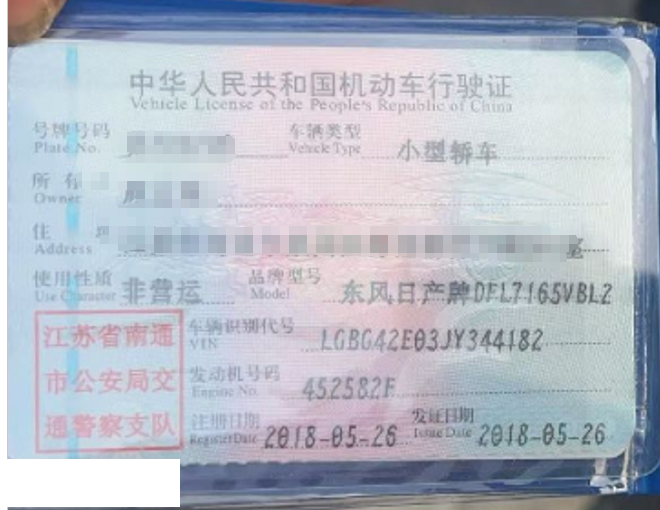 中华人民共和国机动车行驶证
Vehicle License of the People's Republic of China
号牌号码 车辆类型 小型轿车
Plate No. Vehicle Type
所有
Owner
住 室
Address
使用性质 非营运 品牌型号 东风日产牌DFL7165VBL2
Use Character Model
江苏省南通 车辆识别代号 LGBG42E03JY344182
VIN
市公安局交 发动机号码 452582F
Engine No.
通警察支队 注册日期 2018-05-26 发证日期 2018-05-26
Register Date Issue Date